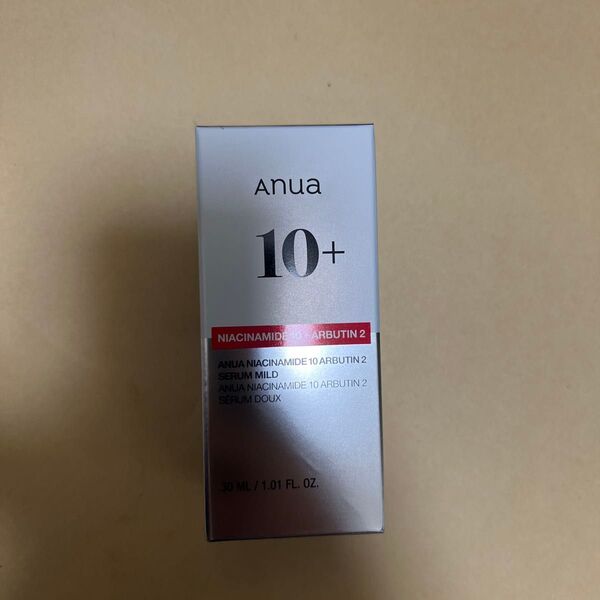 Anua
10+
NIACINAMIDE 10 + ARBUTIN 2
ANUA NIACINAMIDE 10 ARBUTIN 2
SERUM MILD
ANUA NIACINAMIDE 10 ARBUTIN 2
SÉRUM DOUX
30 ML / 1.01 FL. OZ.